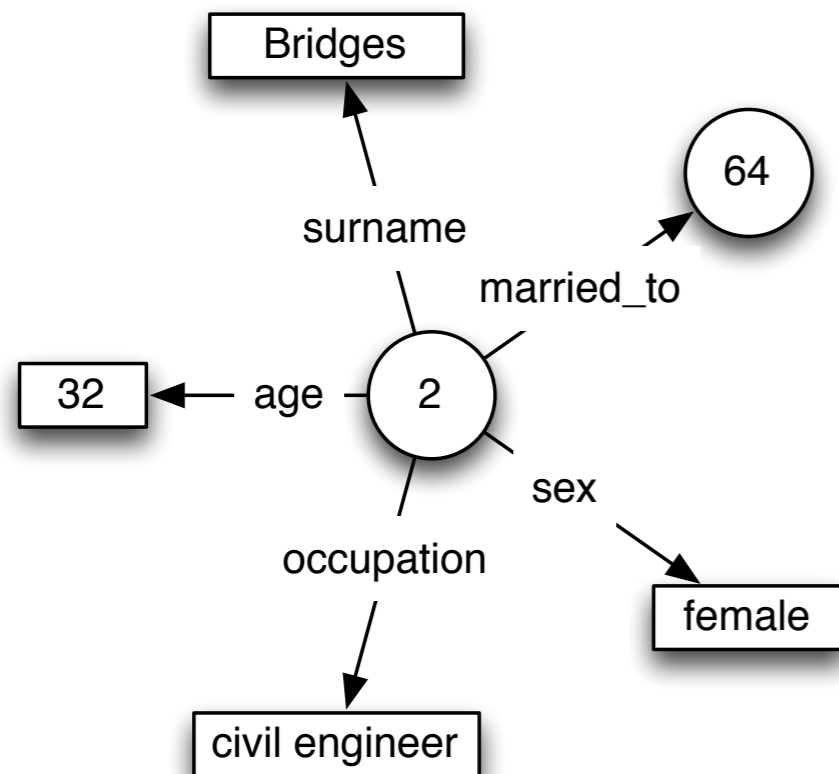 Bridges
64
surname
married_to
32
age
2
sex
occupation
female
civil engineer